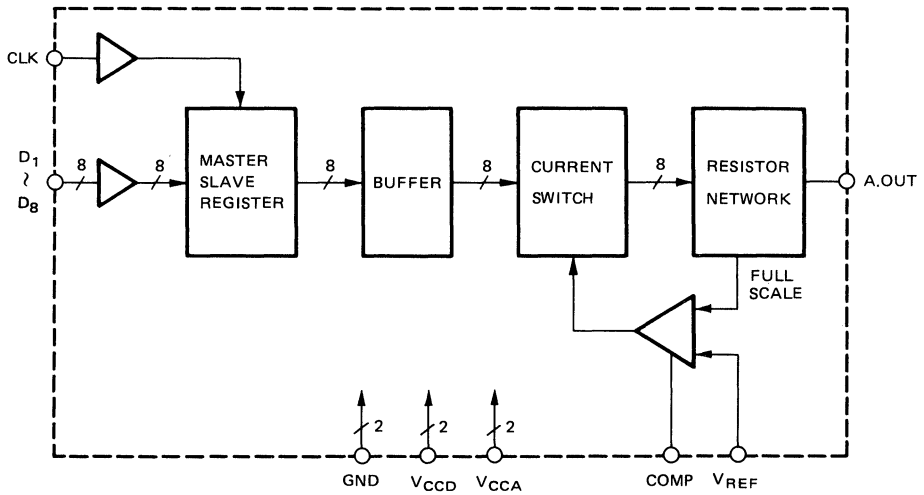 CLK
D1
~
D8
8
8
MASTER
SLAVE
REGISTER
8
BUFFER
8
CURRENT
SWITCH
8
RESISTOR
NETWORK
A.OUT
FULL
SCALE
2
2
2
GND
VCCD
VCCA
COMP
VREF